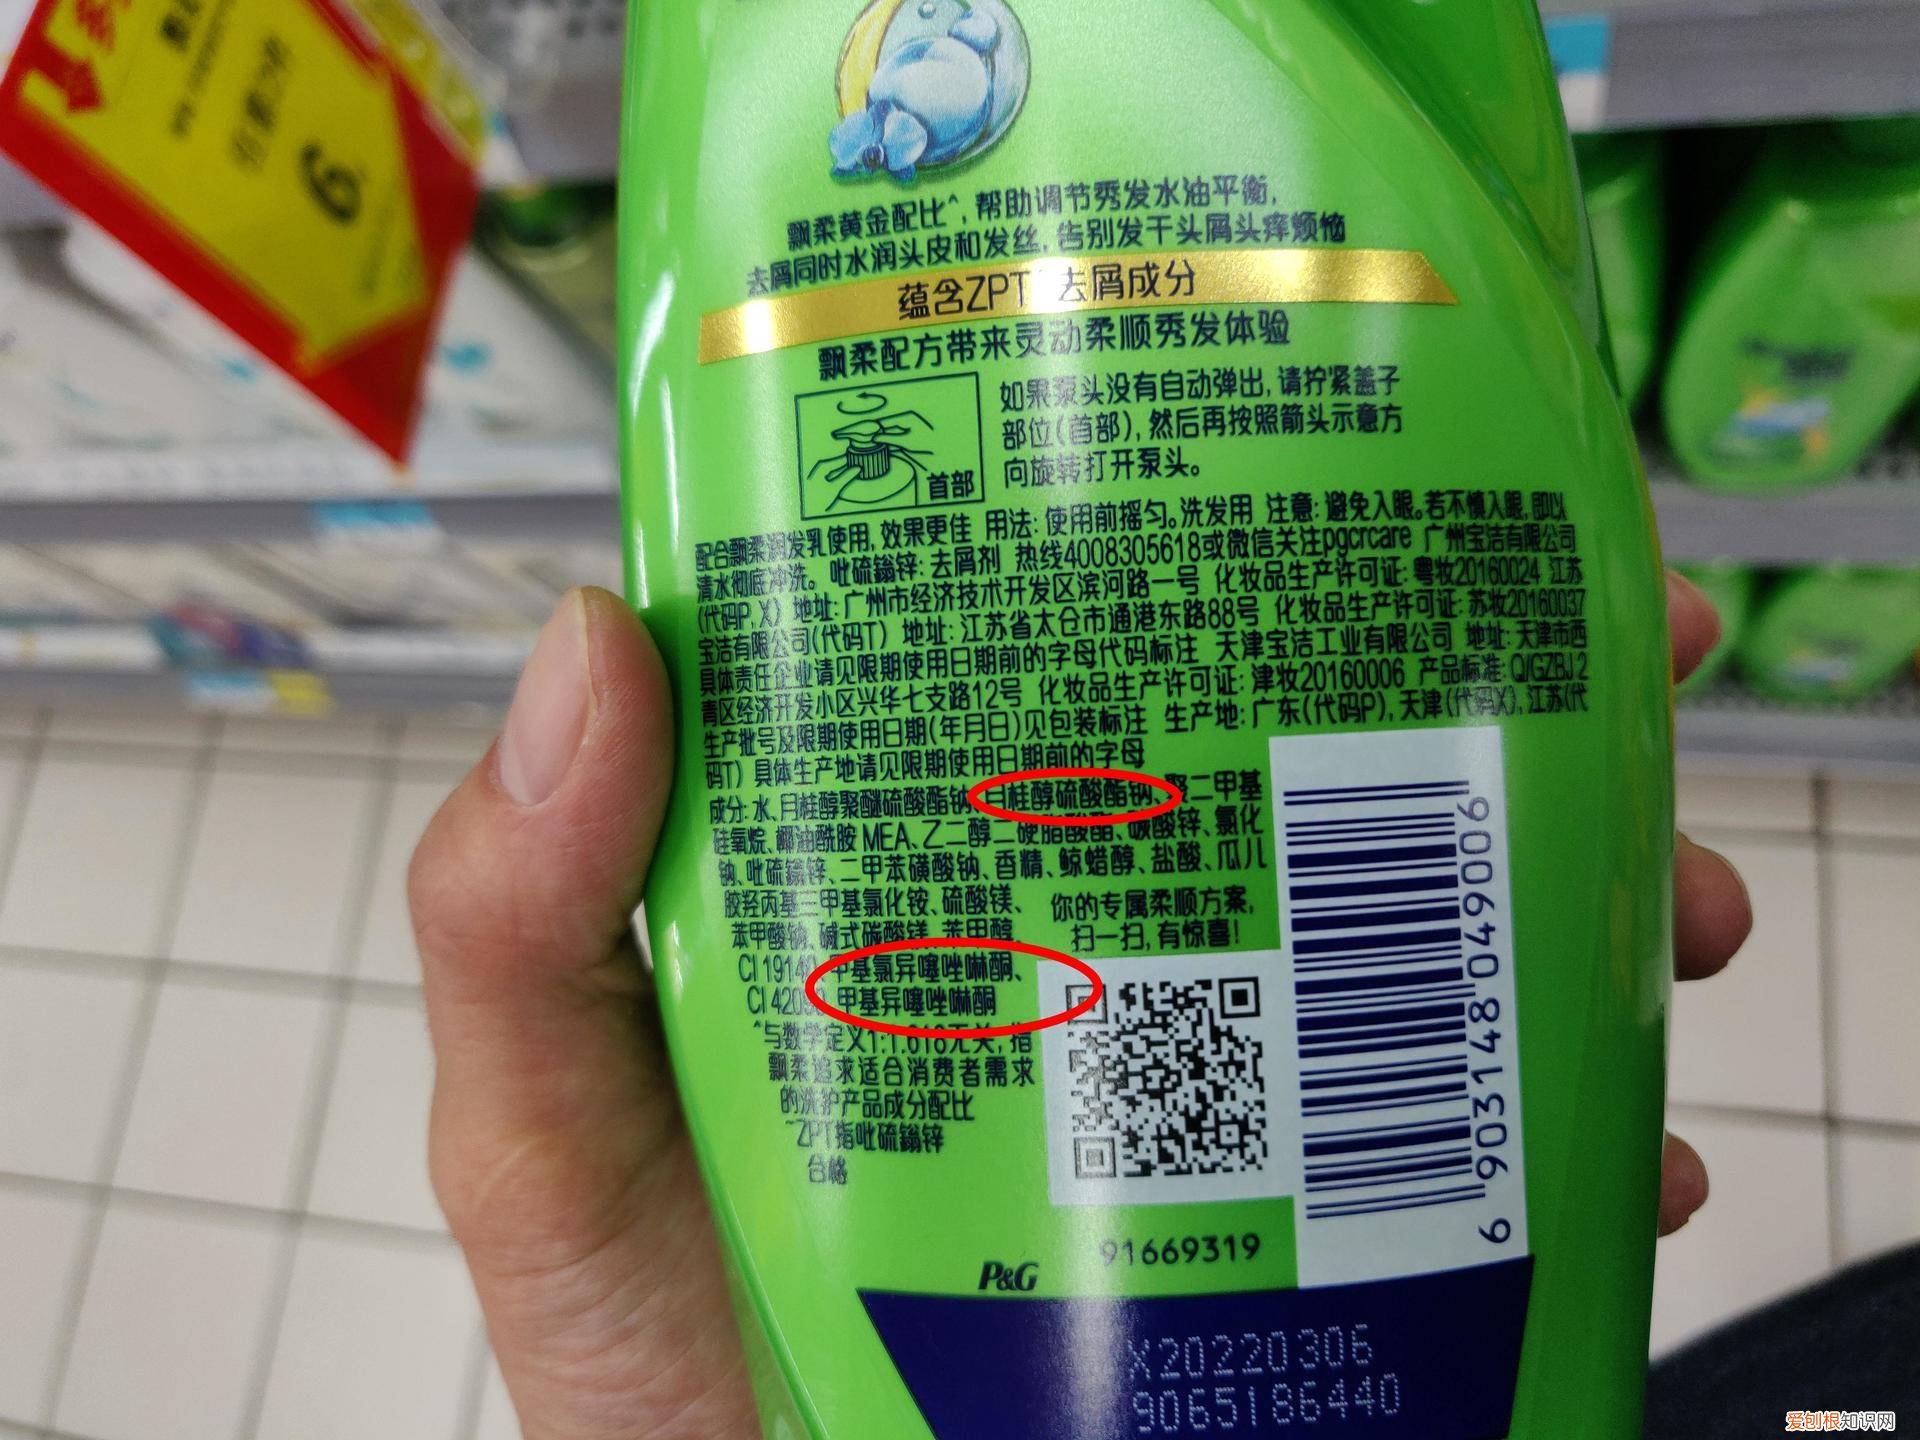 飘柔黄金配比^,帮助调节秀发水油平衡,
去屑同时水润头皮和发丝,告别发干头屑头痒烦恼
蕴含ZPT 去屑成分
飘柔配方带来灵动柔顺秀发体验
如果泵头没有自动弹出,请拧紧盖子
部位(首部),然后再按照箭头示意方
向旋转打开泵头。
首部
配合飘柔润发乳使用,效果更佳 用法:使用前摇匀。洗发用 注意:避免入眼。若不慎入眼,即以
清水彻底冲洗。吡硫鎓锌:去屑剂 热线4008305618或微信关注pgcrcare 广州宝洁有限公司
(代码P,X) 地址:广州市经济技术开发区滨河路一号 化妆品生产许可证:粤妆20160024 江苏
宝洁有限公司(代码T) 地址:江苏省太仓市通港东路88号 化妆品生产许可证:苏妆20160037
具体责任企业请见限期使用日期前的字母代码标注 天津宝洁工业有限公司 地址:天津市西
青区经济开发小区兴华七支路12号 化妆品生产许可证:津妆20160006 产品标准:Q/GZBJ 2
生产批号及限期使用日期(年月日)见包装标注 生产地:广东(代码P),天津(代码X),江苏(代
码T) 具体生产地请见限期使用日期前的字母
成分:水、月桂醇聚醚硫酸酯钠、月桂醇硫酸酯钠、聚二甲基
硅氧烷、椰油酰胺 MEA、乙二醇二硬脂酸酯、碳酸锌、氯化
钠、吡硫鎓锌、二甲苯磺酸钠、香精、鲸蜡醇、盐酸、瓜儿
胶羟丙基三甲基氯化铵、硫酸镁、
苯甲酸钠、碱式碳酸镁、苯甲醇、
CI 19140、甲基氯异噻唑啉酮、
CI 42090、甲基异噻唑啉酮
^与数学定义1:1.618无关,指
飘柔追求适合消费者需求
的洗护产品成分配比
~ZPT指吡硫鎓锌
合格
你的专属柔顺方案,
扫一扫,有惊喜!
6 903148 049006
91669319
P&G
X20220306
9065186440
爱刨根知识网